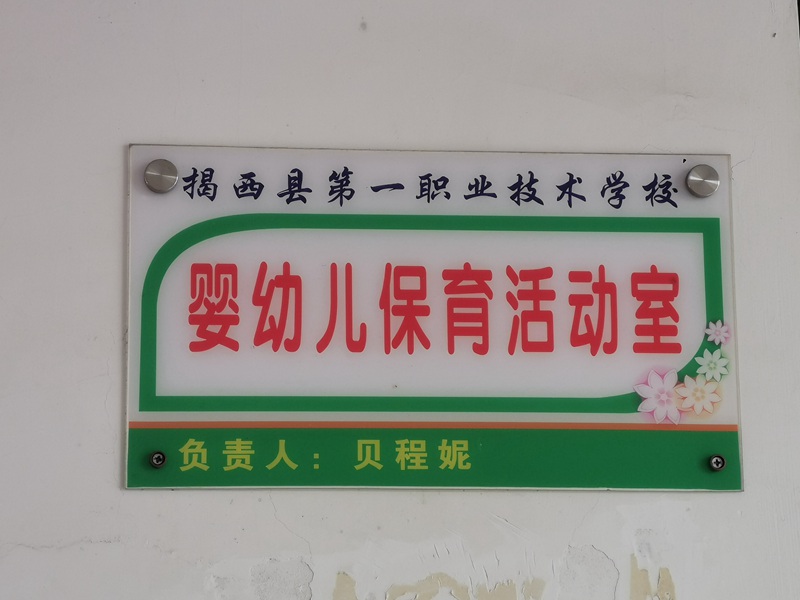 揭西县第一职业技术学校
婴幼儿保育活动室
负责人：贝程妮